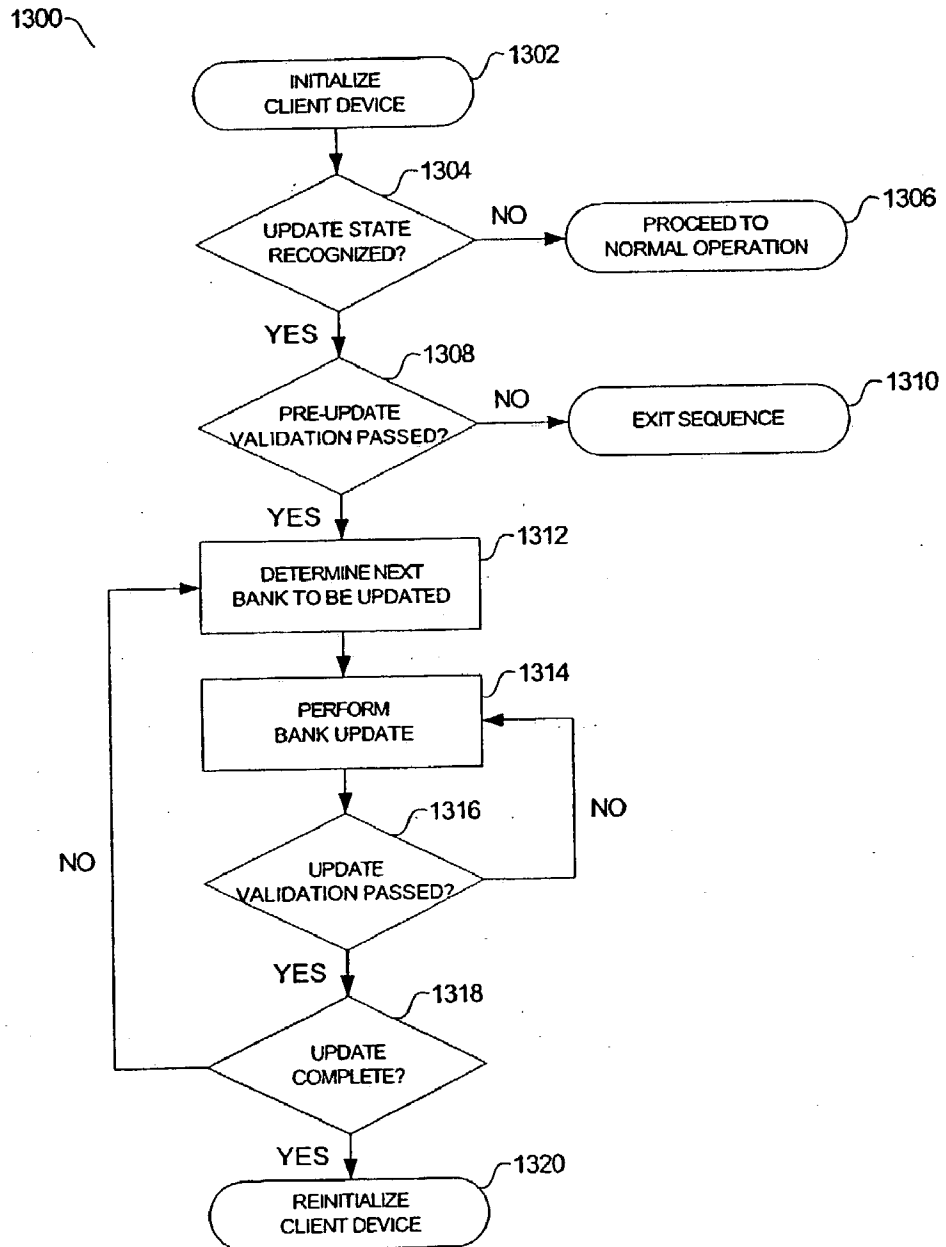 1300
INITIALIZE
CLIENT DEVICE
1302
1304
UPDATE STATE
RECOGNIZED?
NO
PROCEED TO
NORMAL OPERATION
1306
YES
1308
PRE-UPDATE
VALIDATION PASSED?
NO
EXIT SEQUENCE
1310
YES
1312
DETERMINE NEXT
BANK TO BE UPDATED
1314
PERFORM
BANK UPDATE
1316
UPDATE
VALIDATION PASSED?
NO
NO
YES
1318
UPDATE
COMPLETE?
YES
1320
REINITIALIZE
CLIENT DEVICE